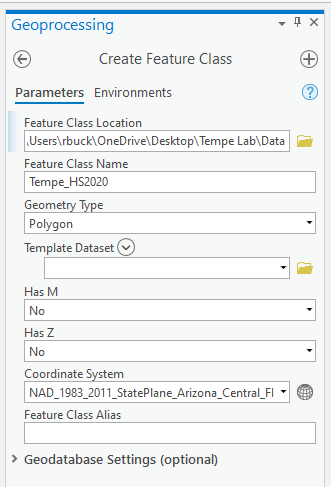 Geoprocessing
Create Feature Class
Parameters Environments
Feature Class Location
\Users\rbuck\OneDrive\Desktop\Tempe Lab\Data
Feature Class Name
Tempe_HS2020
Geometry Type
Polygon
Template Dataset
Has M
No
Has Z
No
Coordinate System
NAD_1983_2011_StatePlane_Arizona_Central_FI
Feature Class Alias
Geodatabase Settings (optional)